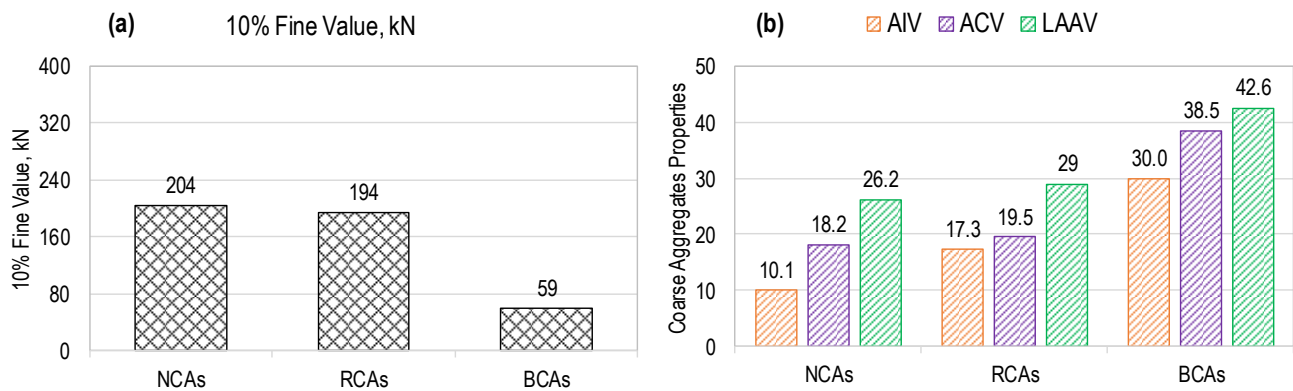 (a) 10% Fine Value, kN
10% Fine Value, kN
400
320
240
160
80
0
204
194
59
NCAs RCAs BCAs
(b) AIV ACV LAAV
Coarse Aggregates Properties
50
40
30
20
10
0
10.1 18.2 26.2
17.3 19.5 29
30.0 38.5 42.6
NCAs RCAs BCAs